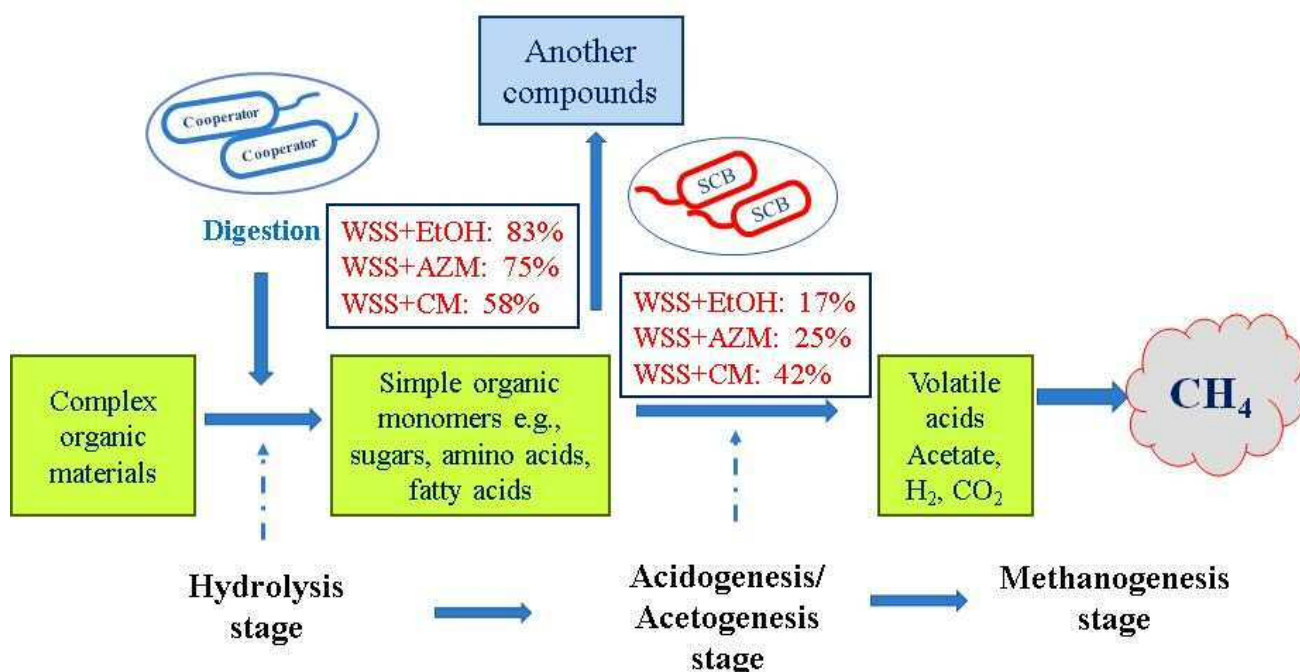 Another
compounds
Cooperator
Cooperator
SCB
SCB
Digestion
WSS+EtOH: 83%
WSS+AZM: 75%
WSS+CM: 58%
WSS+EtOH: 17%
WSS+AZM: 25%
WSS+CM: 42%
Complex
organic
materials
Simple organic
monomers e.g.,
sugars, amino acids,
fatty acids
Volatile
acids
Acetate,
H₂, CO₂
CH₄
Hydrolysis
stage
Acidogenesis/
Acetogenesis
stage
Methanogenesis
stage